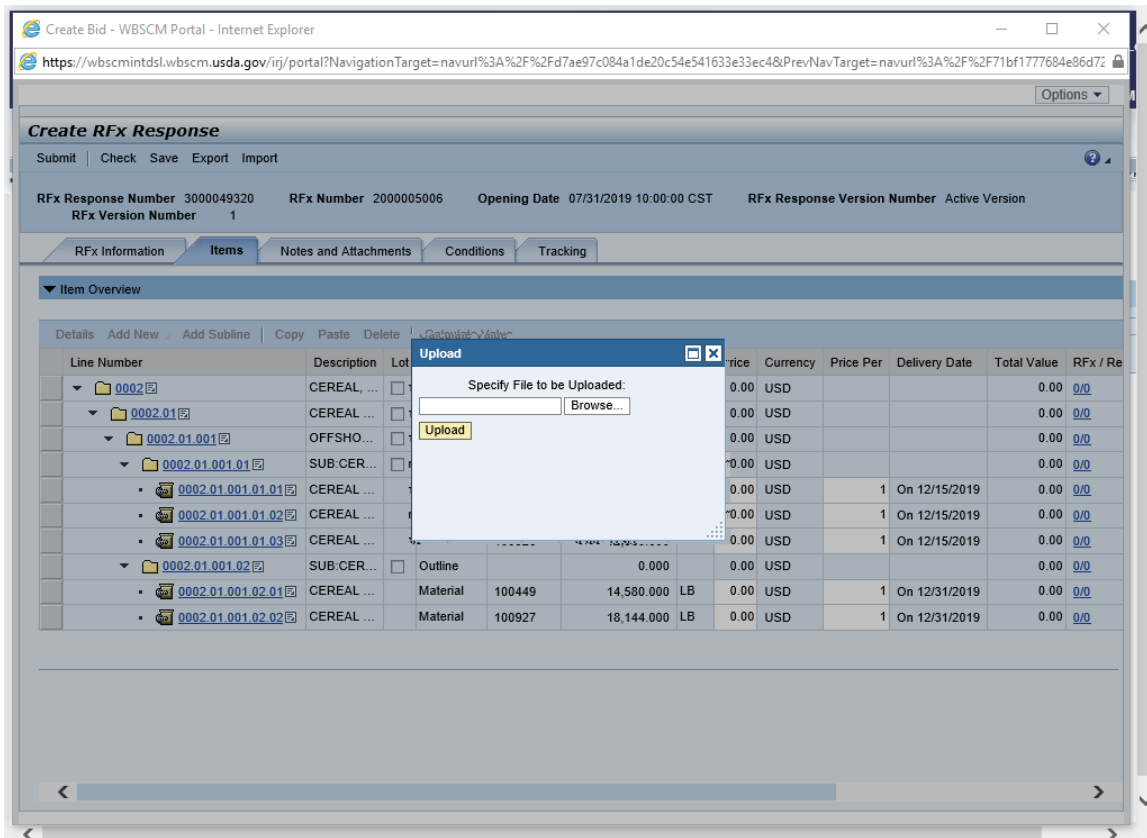 Create Bid - WBSCM Portal - Internet Explorer
https://wbscmintdsl.wbscm.usda.gov/irj/portal?NavigationTarget=navurl%3A%2F%2Fd7ae97c084a1de20c54e541633e33ec4&PrevNavTarget=navurl%3A%2F%2F71bf1777684e86d72
Options
Create RFx Response
Submit | Check Save Export Import
RFx Response Number 3000049320 RFx Number 2000005006 Opening Date 07/31/2019 10:00:00 CST RFx Response Version Number Active Version
RFx Version Number 1
RFx Information Items Notes and Attachments Conditions Tracking
Item Overview
Details Add New Add Subline | Copy Paste Delete
Line Number Description Lot Currency Price Per Delivery Date Total Value RFx / Re
Upload
Specify File to be Uploaded:
Browse...
Upload
0002 CEREAL, ... 0.00 USD 0.00 0/0
0002.01 CEREAL ... 0.00 USD 0.00 0/0
0002.01.001 OFFSHO... 0.00 USD 0.00 0/0
0002.01.001.01 SUB:CER... 0.00 USD 0.00 0/0
0002.01.001.01.01 CEREAL ... 0.00 USD 1 On 12/15/2019 0.00 0/0
0002.01.001.01.02 CEREAL ... 0.00 USD 1 On 12/15/2019 0.00 0/0
0002.01.001.01.03 CEREAL ... 0.00 USD 1 On 12/15/2019 0.00 0/0
0002.01.001.02 SUB:CER... Outline 0.000 0.00 USD 0.00 0/0
0002.01.001.02.01 CEREAL ... Material 100449 14,580.000 LB 0.00 USD 1 On 12/31/2019 0.00 0/0
0002.01.001.02.02 CEREAL ... Material 100927 18,144.000 LB 0.00 USD 1 On 12/31/2019 0.00 0/0